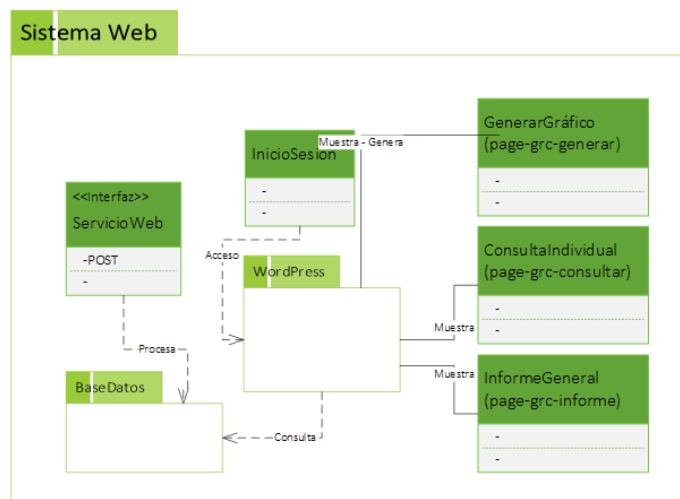 Sistema Web
GenerarGráfico
(page-grc-generar)
-
-
Muestra - Genera
InicioSesion
-
-
<<Interfaz>>
ServicioWeb
-POST
-
Acceso
WordPress
ConsultaIndividual
(page-grc-consultar)
-
-
Muestra
Procesa
Muestra
InformeGeneral
(page-grc-informe)
-
-
BaseDatos
Consulta